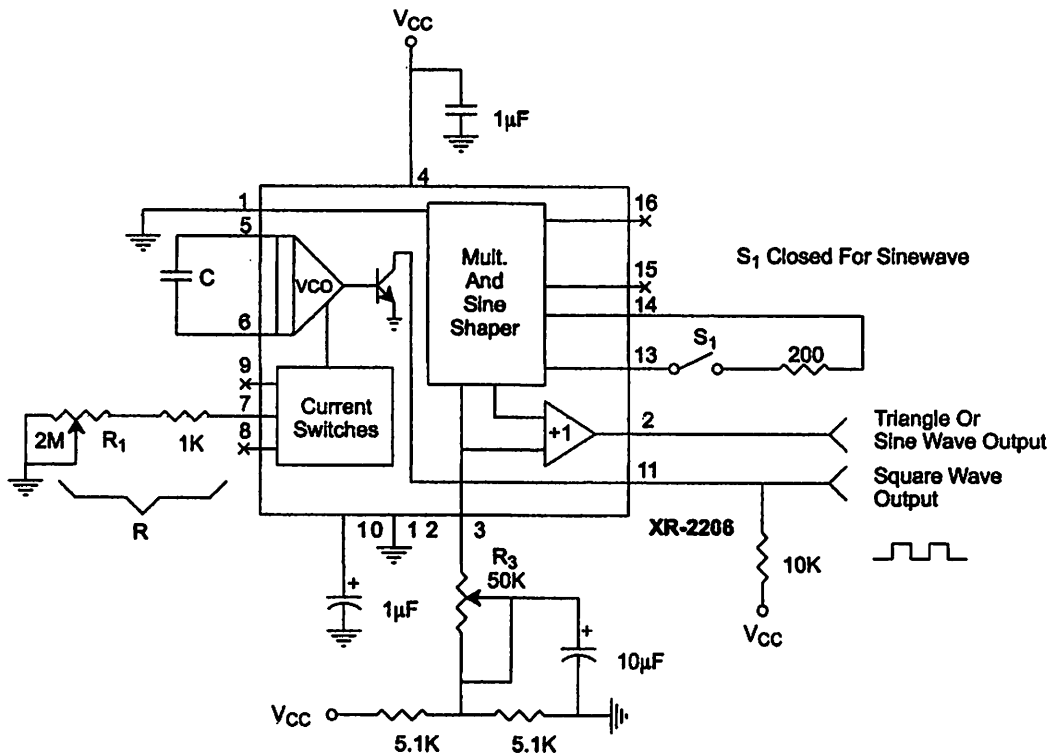 VCC
1µF
4
1
16
5
Mult.
And
Sine
Shaper
S1 Closed For Sinewave
C
VCO
15
14
6
S1
13
200
9
Current
Switches
7
2M
R1
1K
8
+1
2
Triangle Or
Sine Wave Output
11
Square Wave
Output
R
10
1 2
3
XR-2206
R3
50K
10K
1µF
VCC
10µF
VCC
5.1K
5.1K